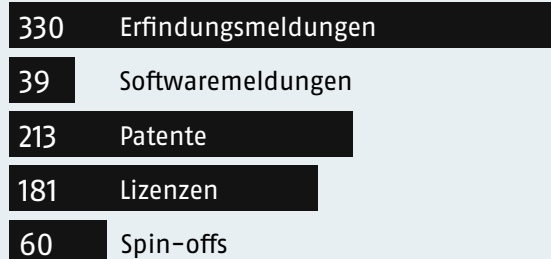 330 Erfindungsmeldungen
39 Softwaremeldungen
213 Patente
181 Lizenzen
60 Spin-offs